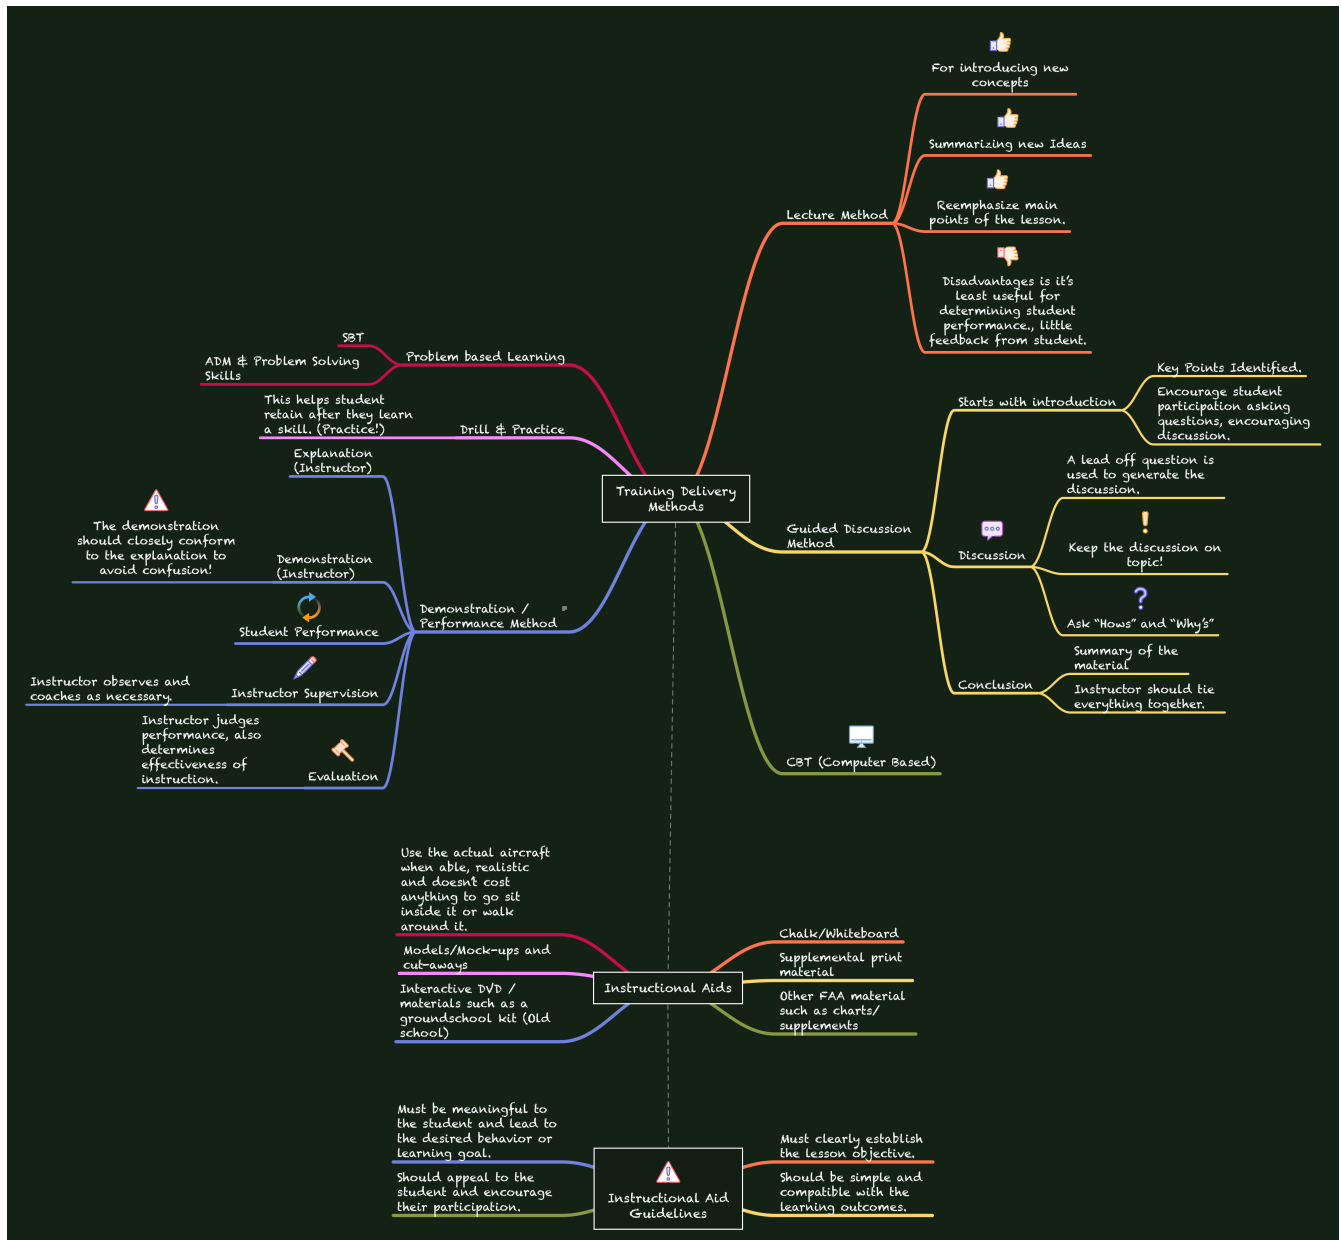 For introducing new
concepts
Summarizing new Ideas
Reemphasize main
points of the lesson.
Lecture Method
Disadvantages is it's
least useful for
determining student
performance., little
feedback from student.
SBT
ADM & Problem Solving
Skills
Problem based Learning
This helps student
retain after they learn
a skill. (Practice!)
Drill & Practice
Explanation
(Instructor)
The demonstration
should closely conform
to the explanation to
avoid confusion!
Demonstration
(Instructor)
Student Performance
Demonstration /
Performance Method
Instructor observes and
coaches as necessary.
Instructor Supervision
Instructor judges
performance, also
determines
effectiveness of
instruction.
Evaluation
Training Delivery
Methods
Key Points Identified.
Starts with introduction
Encourage student
participation asking
questions, encouraging
discussion.
Guided Discussion
Method
A lead off question is
used to generate the
discussion.
Discussion
Keep the discussion on
topic!
Ask “Hows” and “Why's”
Summary of the
material
Conclusion
Instructor should tie
everything together.
CBT (Computer Based)
Use the actual aircraft
when able, realistic
and doesn't cost
anything to go sit
inside it or walk
around it.
Models/Mock-ups and
cut-aways
Interactive DVD /
materials such as a
groundschool kit (Old
school)
Instructional Aids
Chalk/Whiteboard
Supplemental print
material
Other FAA material
such as charts/
supplements
Must be meaningful to
the student and lead to
the desired behavior or
learning goal.
Should appeal to the
student and encourage
their participation.
Instructional Aid
Guidelines
Must clearly establish
the lesson objective.
Should be simple and
compatible with the
learning outcomes.